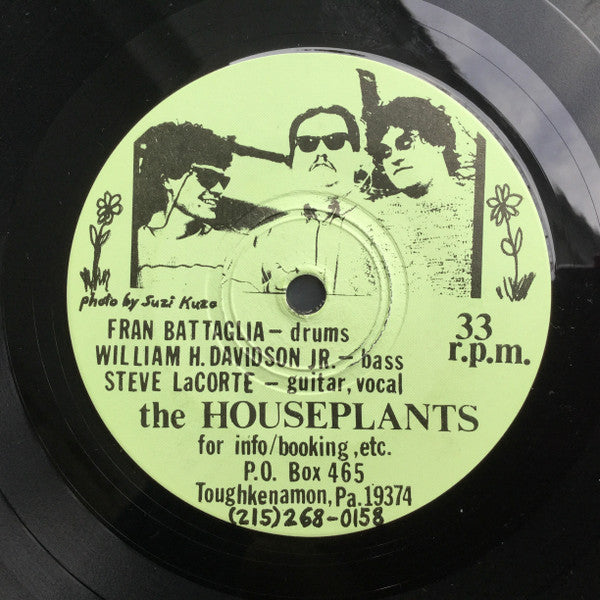 photo by Suzi Kuzo
FRAN BATTAGLIA – drums
WILLIAM H. DAVIDSON JR. – bass
STEVE LaCORTE – guitar, vocal
33
r.p.m.
the HOUSEPLANTS
for info/booking ,etc.
P.O. Box 465
Toughkenamon, Pa. 19374
(215)268-0158